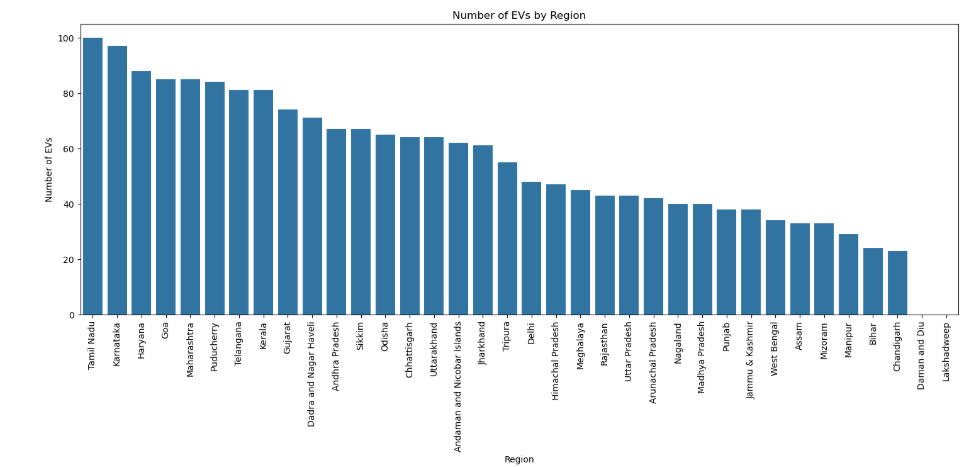 Number of EVs by Region
Number of EVs
100
80
60
40
20
0
Tamil Nadu
Karnataka
Haryana
Goa
Maharashtra
Puducherry
Telangana
Kerala
Gujarat
Dadra and Nagar Haveli
Andhra Pradesh
Sikkim
Odisha
Chhattisgarh
Uttarakhand
Andaman and Nicobar Islands
Jharkhand
Tripura
Delhi
Himachal Pradesh
Meghalaya
Rajasthan
Uttar Pradesh
Arunachal Pradesh
Nagaland
Madhya Pradesh
Punjab
Jammu & Kashmir
West Bengal
Assam
Mizoram
Manipur
Bihar
Chandigarh
Daman and Diu
Lakshadweep
Region